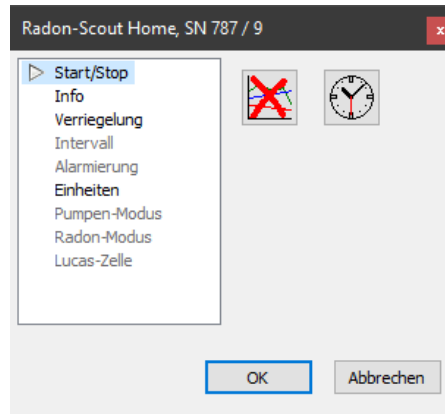 Radon-Scout Home, SN 787 / 9
x
Start/Stop
Info
Verriegelung
Intervall
Alarmierung
Einheiten
Pumpen-Modus
Radon-Modus
Lucas-Zelle
OK
Abbrechen